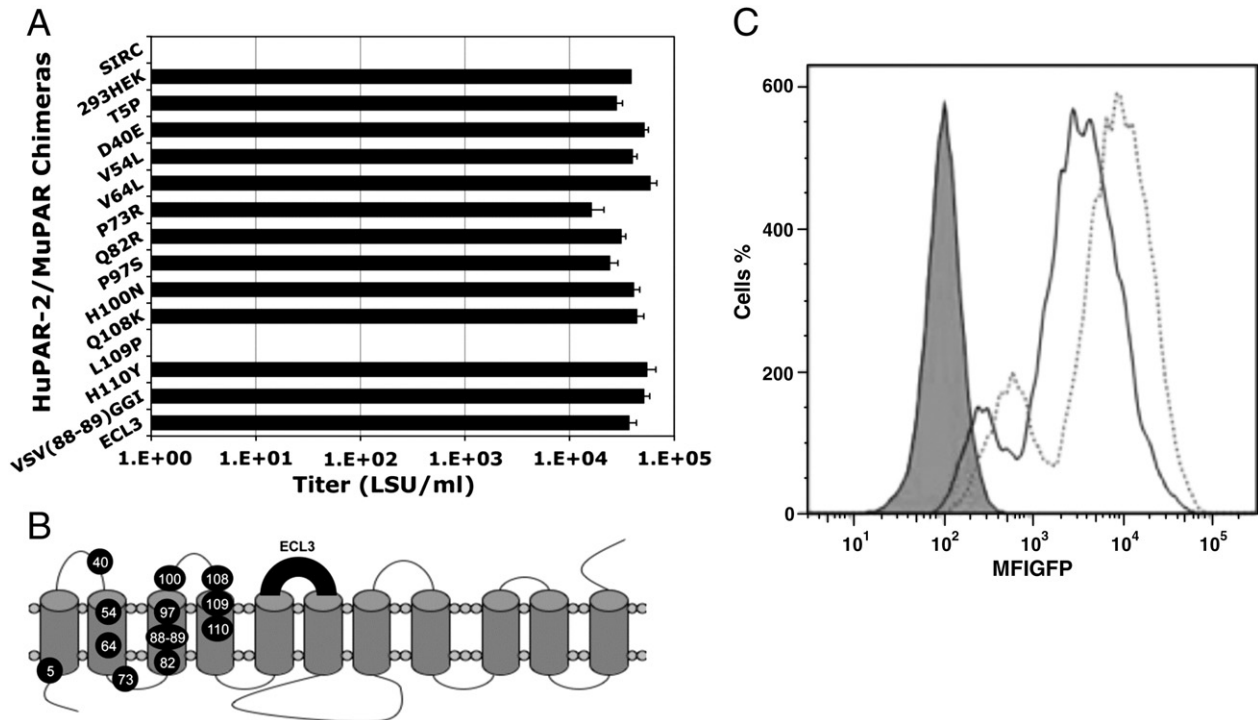 A
HuPAR-2/MuPAR Chimeras
SIRC
293HEK
T5P
D40E
V54L
V64L
P73R
Q82R
P97S
H100N
Q108K
L109P
H110Y
VSV(88-89)GGI
ECL3
1.E+00 1.E+01 1.E+02 1.E+03 1.E+04 1.E+05
Titer (LSU/ml)
B
ECL3
40
100
108
54
97
109
64
88-89
110
5
73
82
C
Cells %
600
400
200
0
10¹ 10² 10³ 10⁴ 10⁵
MFIGFP